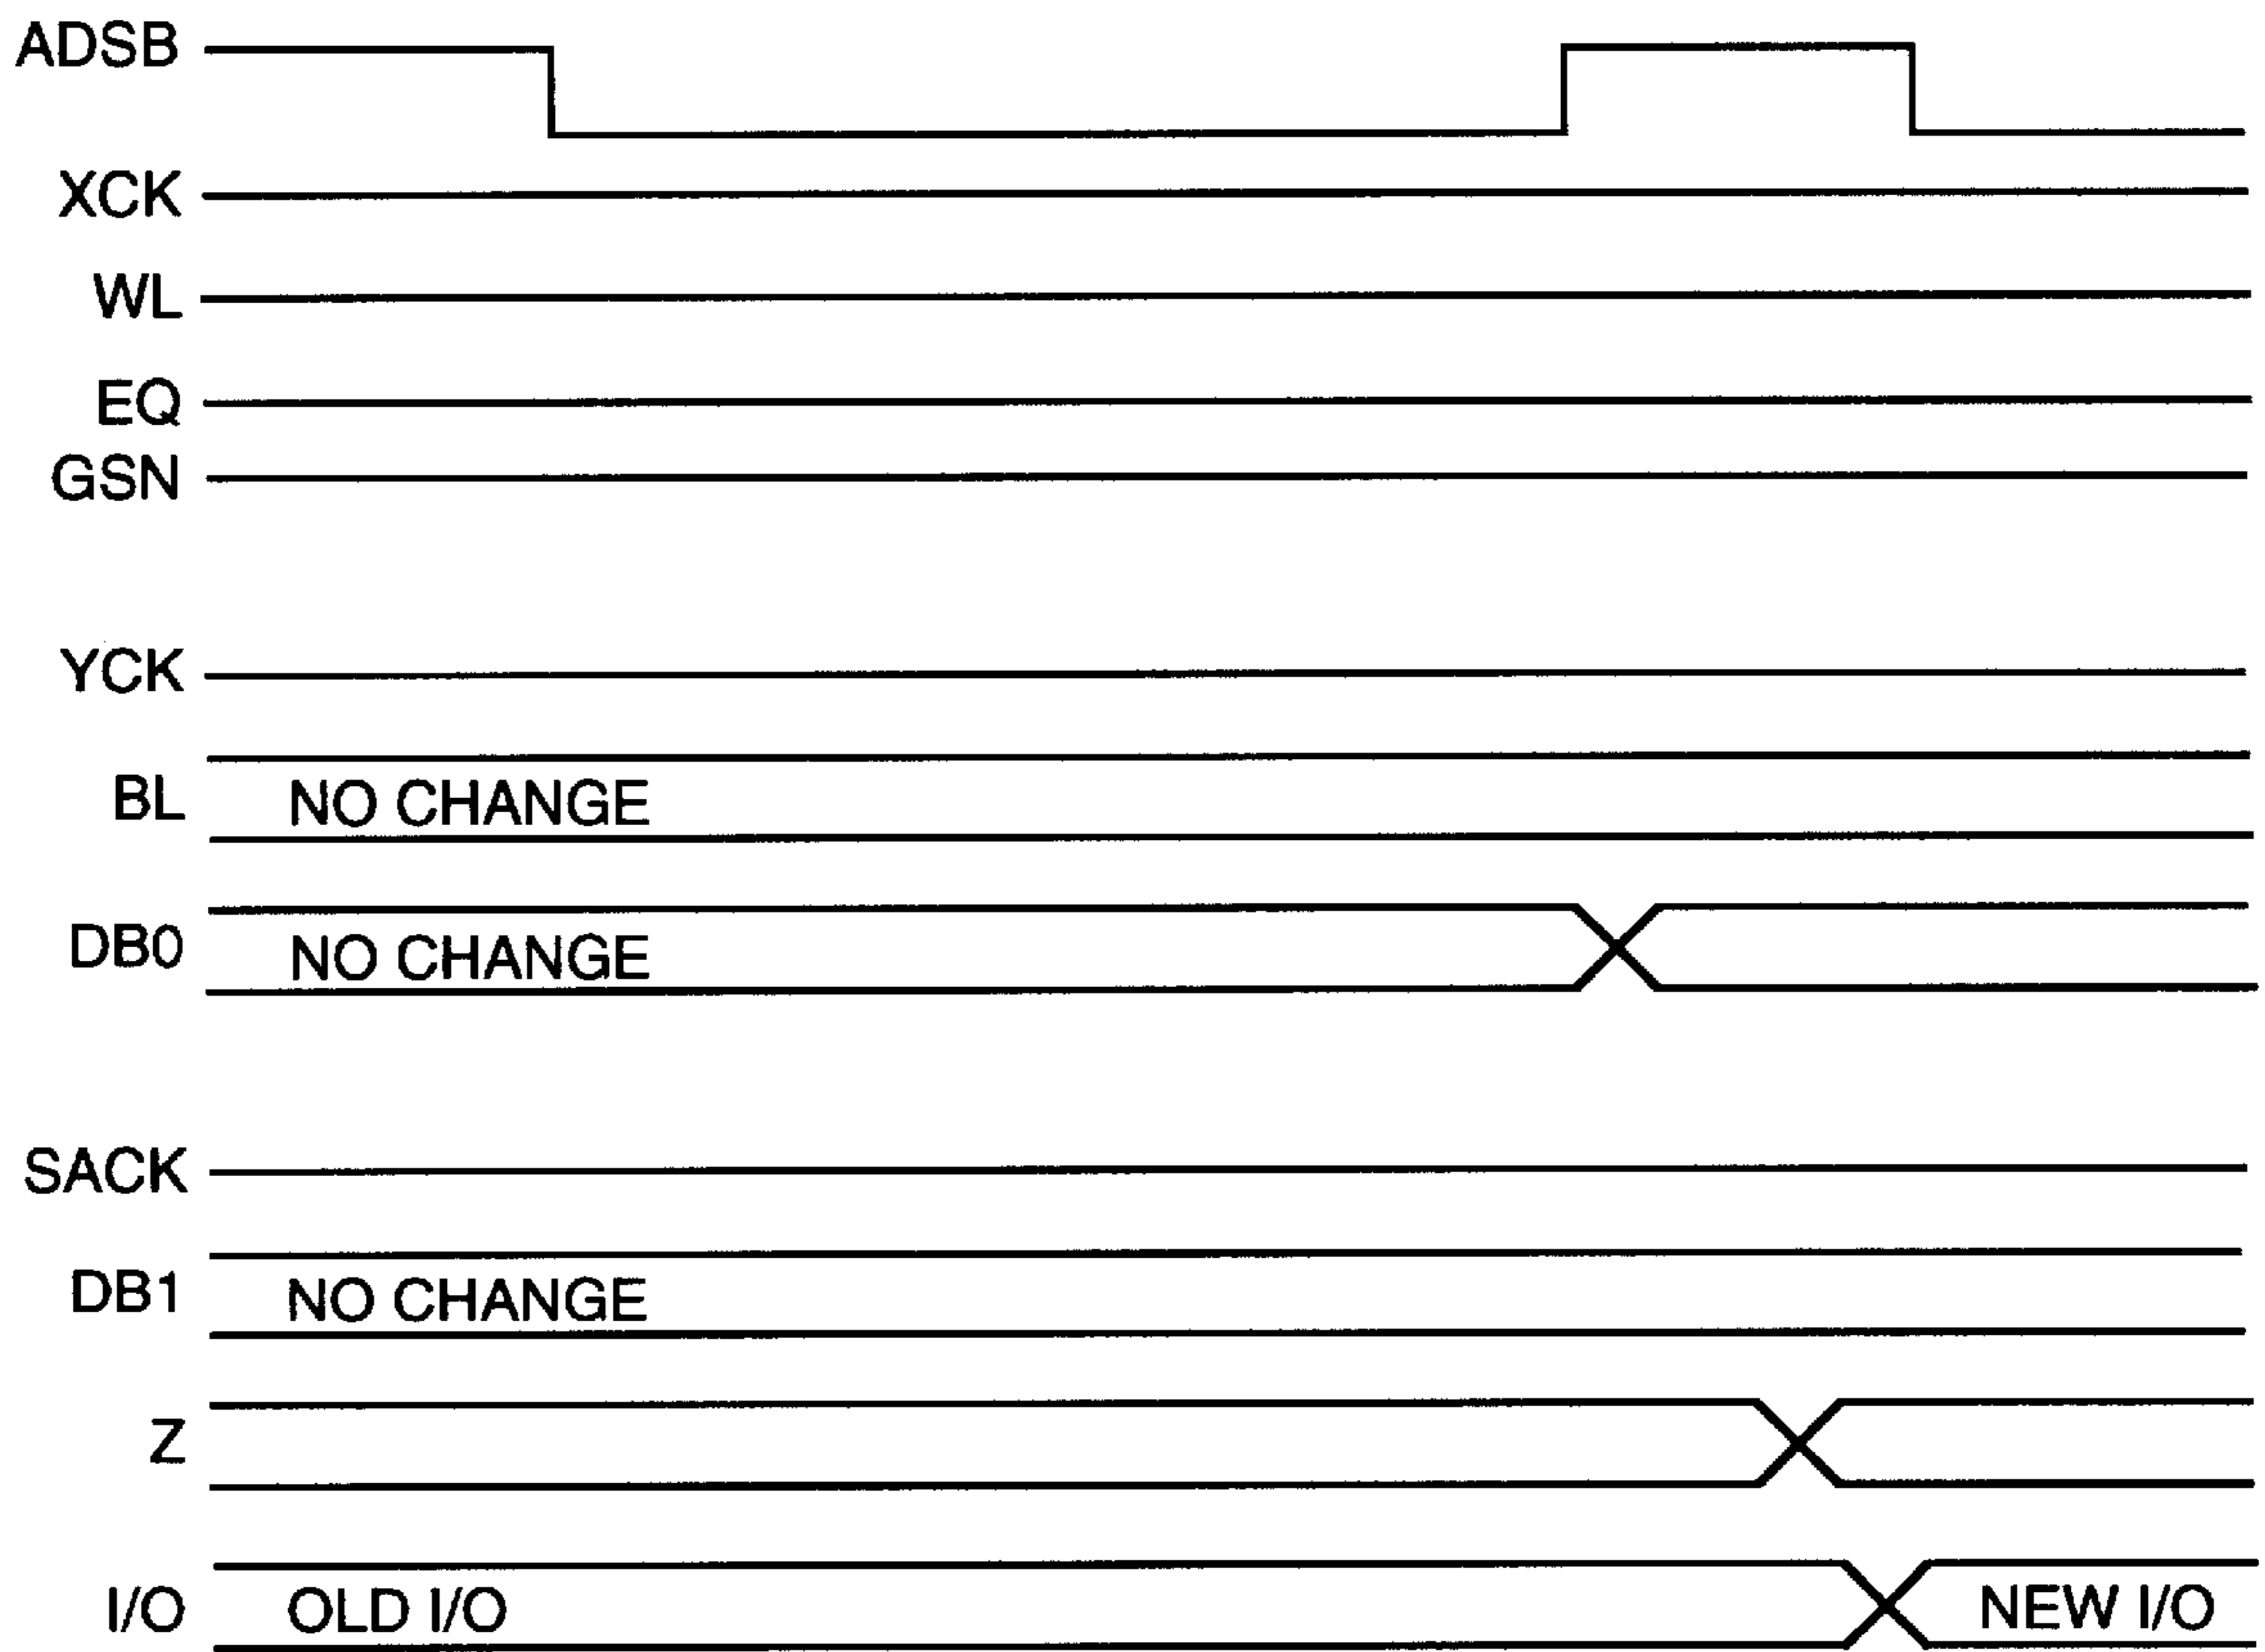 ADSB
XCK
WL
EQ
GSN
YCK
BL NO CHANGE
DB0 NO CHANGE
SACK
DB1 NO CHANGE
Z
I/O OLD I/O NEW I/O